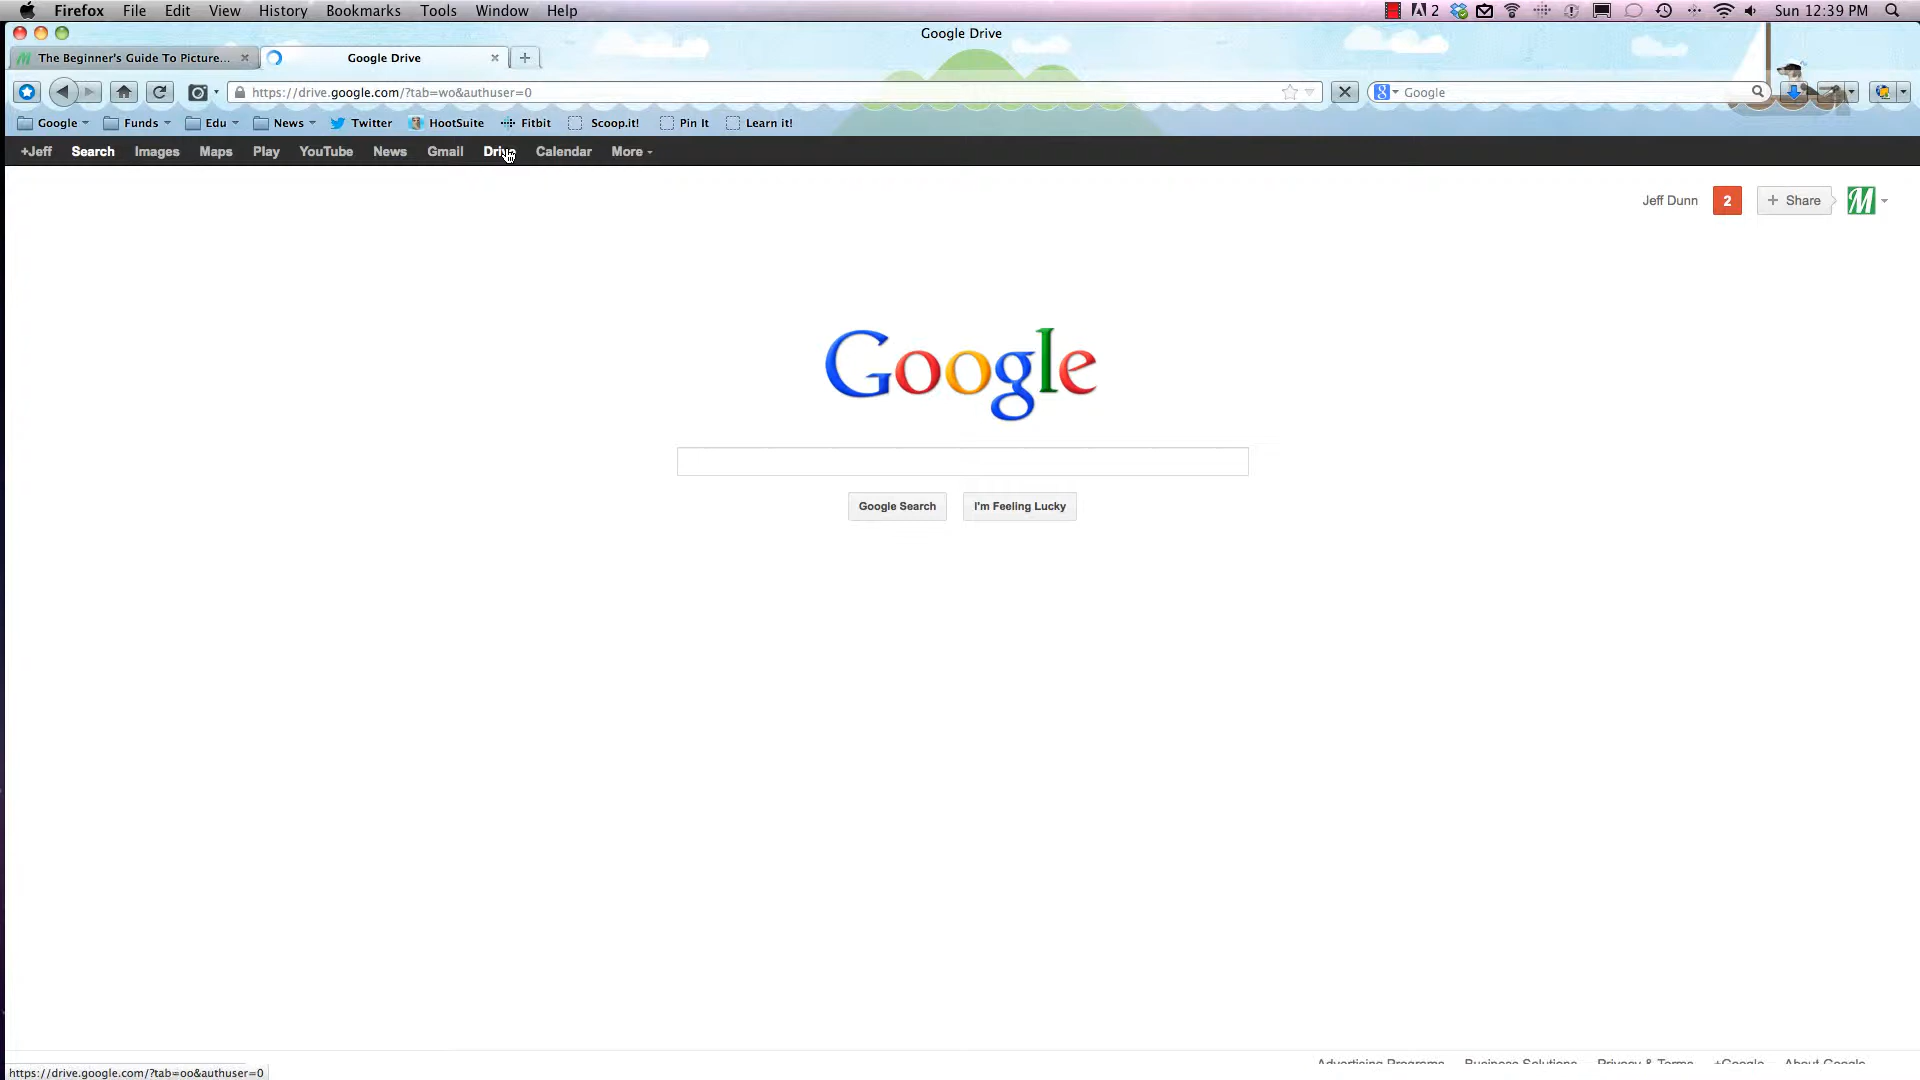 Firefox File Edit View History Bookmarks Tools Window Help 2 Sun 12:39 PM
Google Drive
The Beginner's Guide To Picture... Google Drive
https://drive.google.com/?tab=wo&authuser=0 Google
Google Funds Edu News Twitter HootSuite Fitbit Scoop.it! Pin It Learn it!
+Jeff Search Images Maps Play YouTube News Gmail Drive Calendar More
Jeff Dunn 2 + Share M
Google
Google Search I'm Feeling Lucky
Advertising Programs Business Solutions Privacy & Terms +Google About Google
https://drive.google.com/?tab=oo&authuser=0